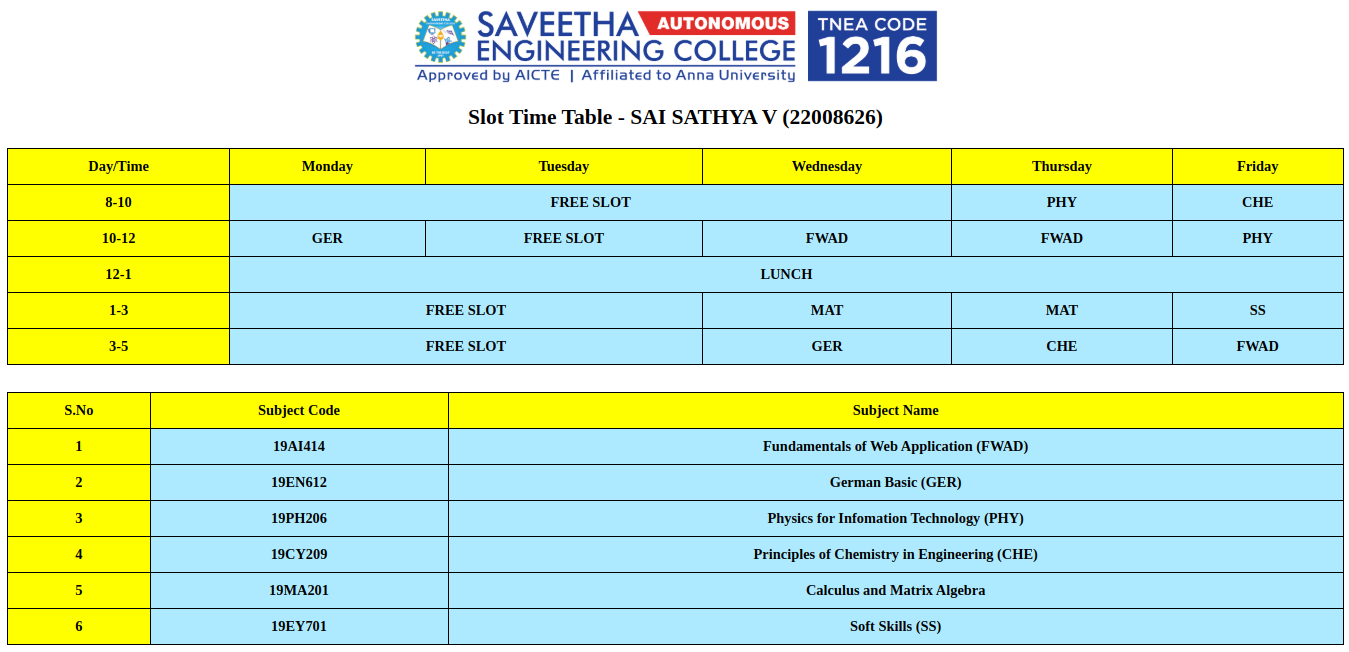 SAVEETHA AUTONOMOUS
ENGINEERING COLLEGE
Approved by AICTE | Affiliated to Anna University
TNEA CODE
1216
Slot Time Table - SAI SATHYA V (22008626)
Day/Time Monday Tuesday Wednesday Thursday Friday
8-10 FREE SLOT PHY CHE
10-12 GER FREE SLOT FWAD FWAD PHY
12-1 LUNCH
1-3 FREE SLOT MAT MAT SS
3-5 FREE SLOT GER CHE FWAD
S.No Subject Code Subject Name
1 19AI414 Fundamentals of Web Application (FWAD)
2 19EN612 German Basic (GER)
3 19PH206 Physics for Infomation Technology (PHY)
4 19CY209 Principles of Chemistry in Engineering (CHE)
5 19MA201 Calculus and Matrix Algebra
6 19EY701 Soft Skills (SS)